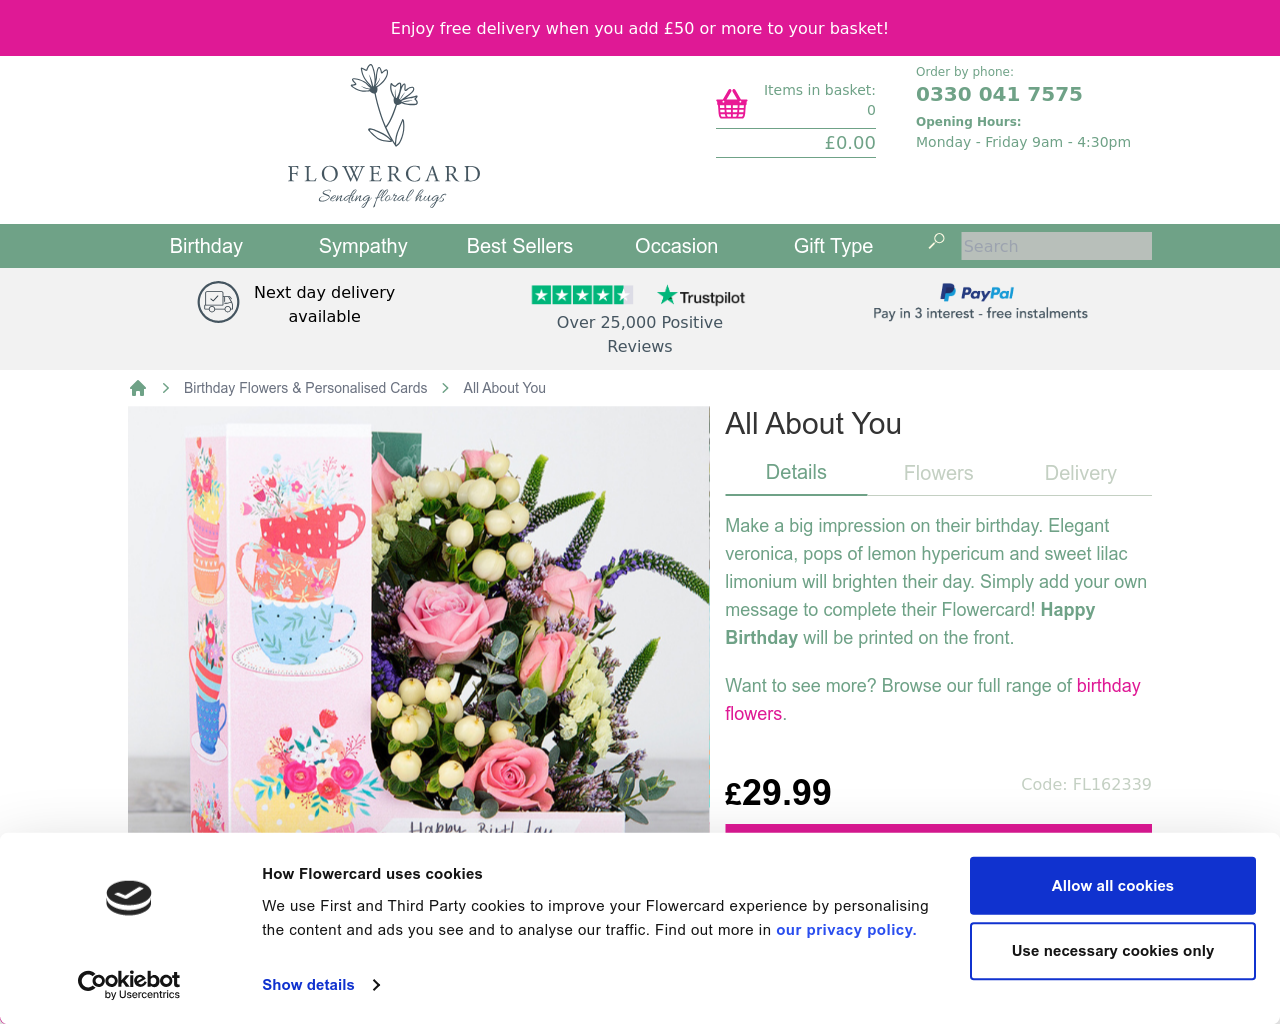 Enjoy free delivery when you add £50 or more to your basket!
FLOWERCARD
Sending floral hugs
Items in basket:
0
£0.00
Order by phone:
0330 041 7575
Opening Hours:
Monday - Friday 9am - 4:30pm
Birthday
Sympathy
Best Sellers
Occasion
Gift Type
Search
Next day delivery
available
Trustpilot
Over 25,000 Positive
Reviews
PayPal
Pay in 3 interest - free instalments
Birthday Flowers & Personalised Cards
All About You
All About You
Details
Flowers
Delivery
Make a big impression on their birthday. Elegant
veronica, pops of lemon hypericum and sweet lilac
limonium will brighten their day. Simply add your own
message to complete their Flowercard! Happy
Birthday will be printed on the front.
Want to see more? Browse our full range of birthday
flowers.
£29.99
Code: FL162339
Happy Birthday
How Flowercard uses cookies
We use First and Third Party cookies to improve your Flowercard experience by personalising
the content and ads you see and to analyse our traffic. Find out more in our privacy policy.
Show details
Allow all cookies
Use necessary cookies only
Cookiebot
by Usercentrics